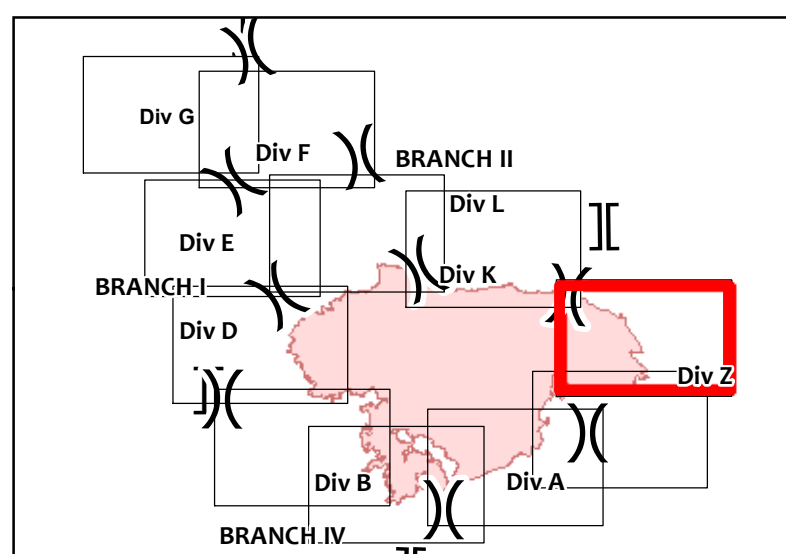 Div G
Div F
BRANCH II
Div L
Div E
Div K
BRANCH I
Div D
Div Z
Div B
Div A
BRANCH IV